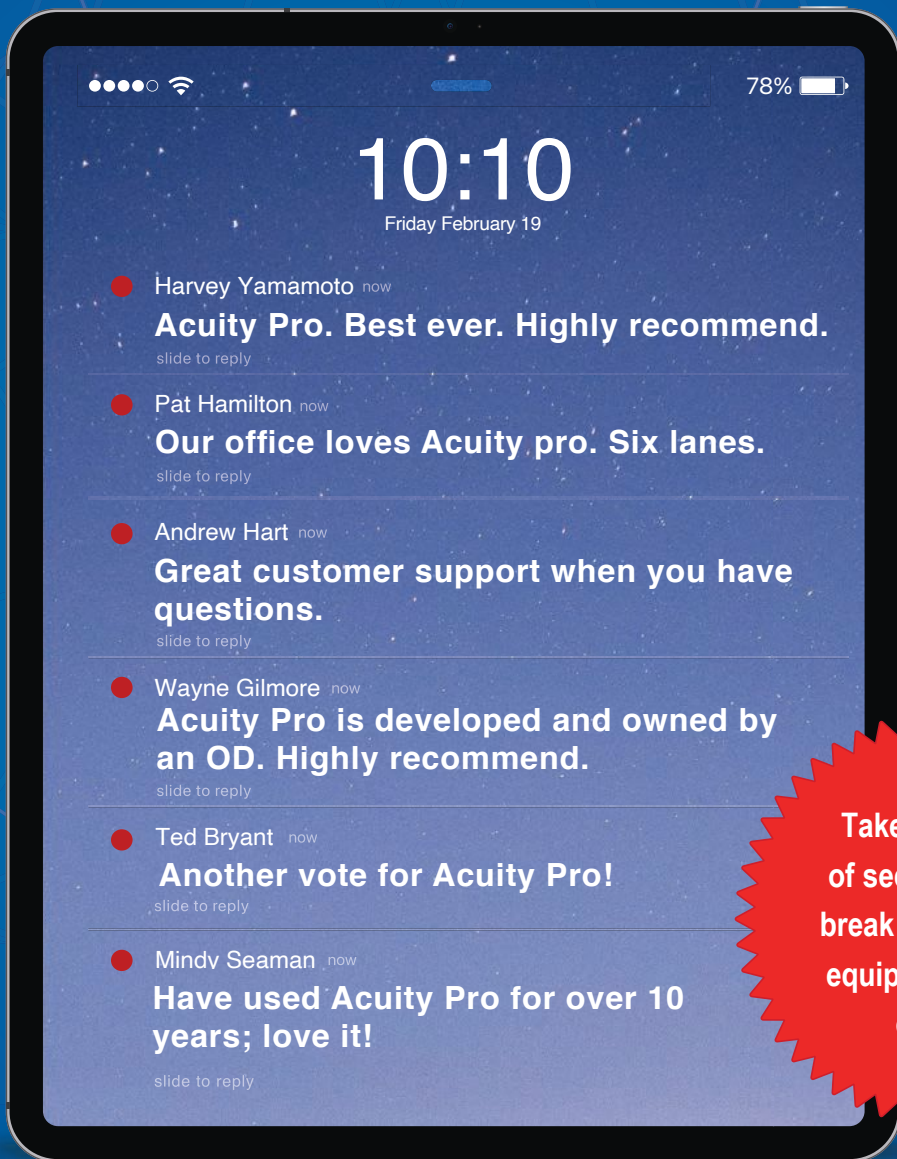 78%
10:10
Friday February 19
Harvey Yamamoto now
Acuity Pro. Best ever. Highly recommend.
slide to reply
Pat Hamilton now
Our office loves Acuity pro. Six lanes.
slide to reply
Andrew Hart now
Great customer support when you have
questions.
slide to reply
Wayne Gilmore now
Acuity Pro is developed and owned by
an OD. Highly recommend.
slide to reply
Ted Bryant now
Another vote for Acuity Pro!
slide to reply
Mindy Seaman now
Have used Acuity Pro for over 10
years; love it!
slide to reply
Take
of
break